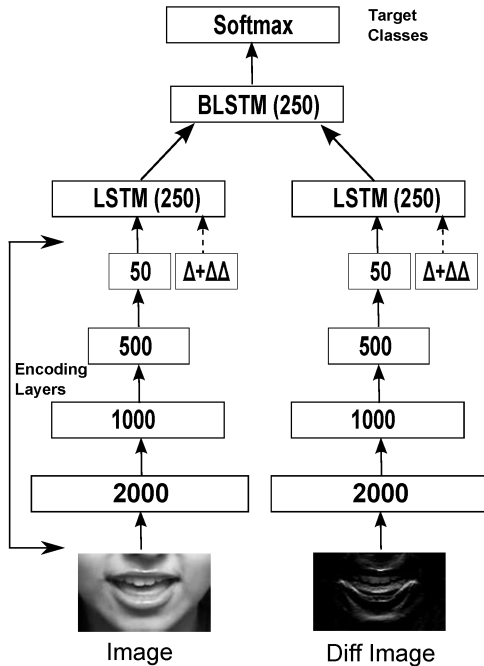 Softmax
Target
Classes
BLSTM (250)
LSTM (250)
LSTM (250)
50
Δ+ΔΔ
50
Δ+ΔΔ
500
500
Encoding
Layers
1000
1000
2000
2000
Image
Diff Image